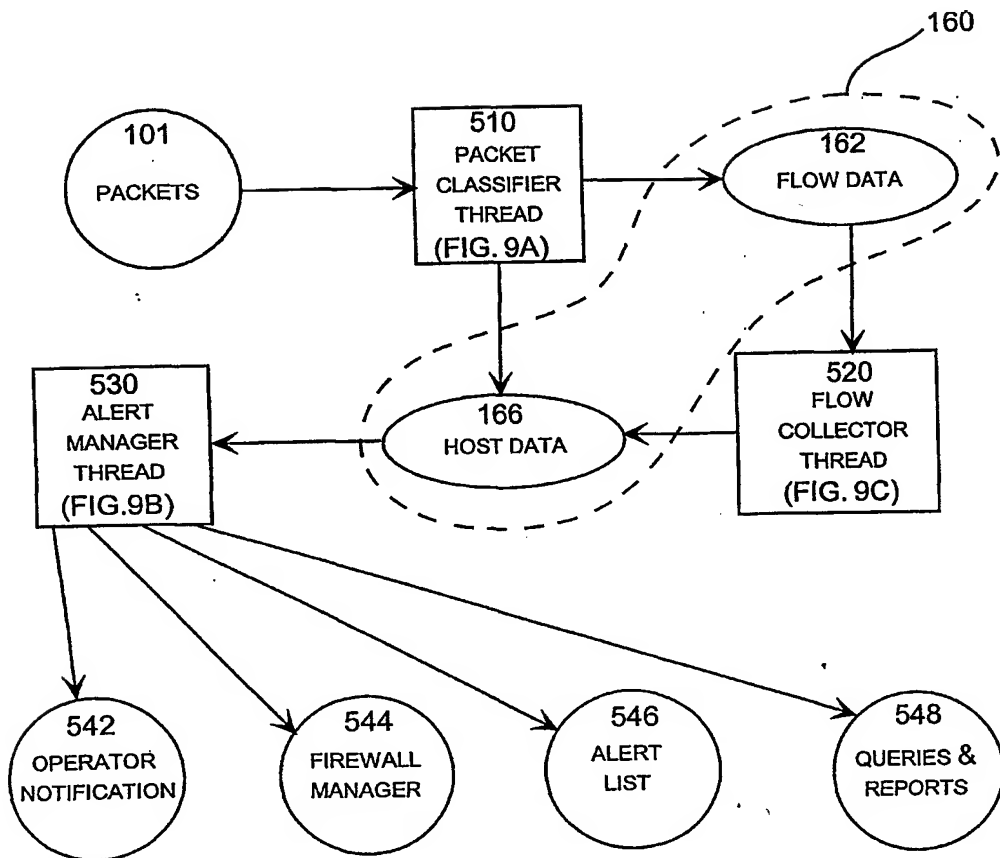 160
101
PACKETS
510
PACKET
CLASSIFIER
THREAD
(FIG. 9A)
162
FLOW DATA
530
ALERT
MANAGER
THREAD
(FIG.9B)
166
HOST DATA
520
FLOW
COLLECTOR
THREAD
(FIG. 9C)
542
OPERATOR
NOTIFICATION
544
FIREWALL
MANAGER
546
ALERT
LIST
548
QUERIES &
REPORTS